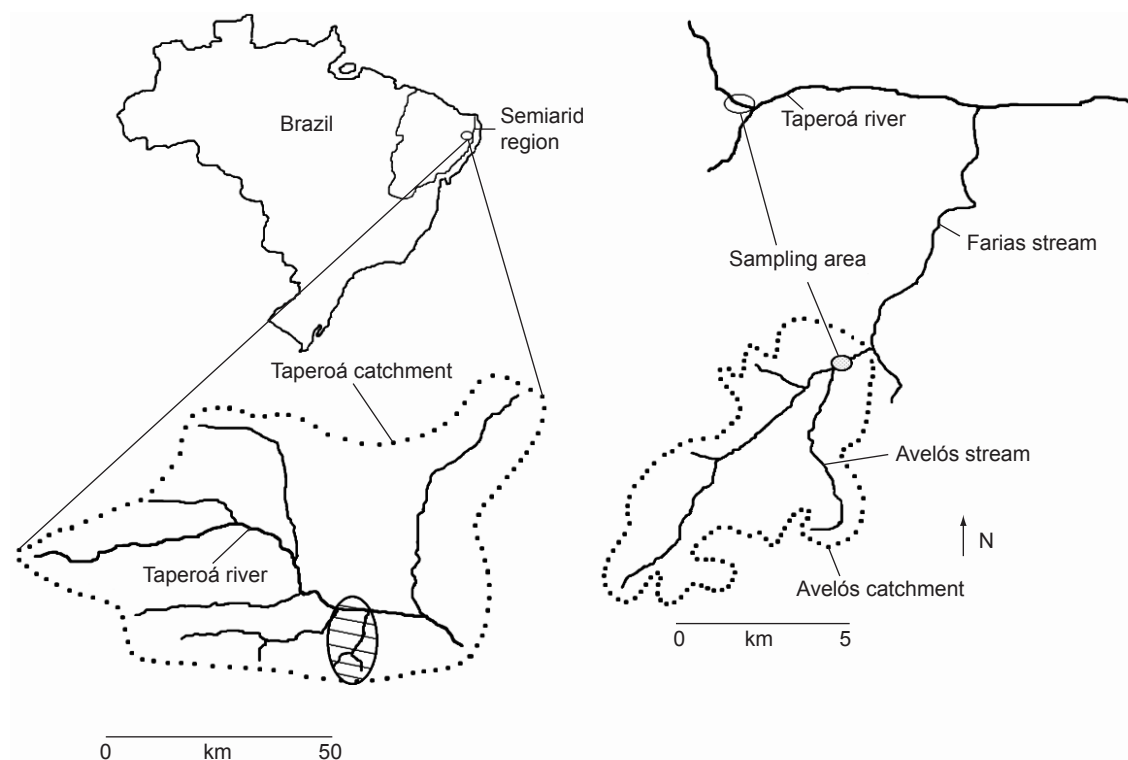 Brazil
Semiarid
region
Taperoá catchment
Taperoá river
0 km 50
Taperoá river
Farias stream
Sampling area
Avelós stream
N
Avelós catchment
0 km 5